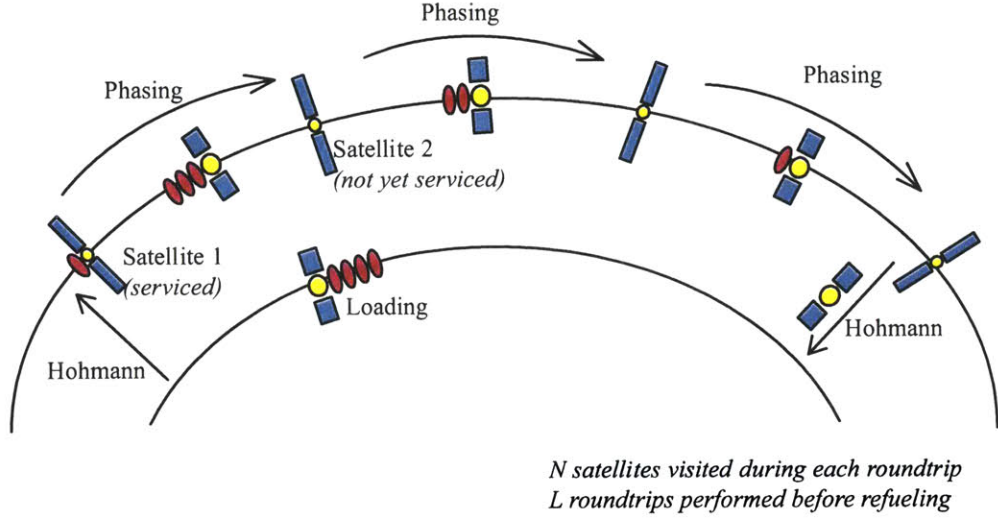 Phasing
Phasing
Phasing
Satellite 2
(not yet serviced)
Satellite 1
(serviced)
Loading
Hohmann
Hohmann
N satellites visited during each roundtrip
L roundtrips performed before refueling